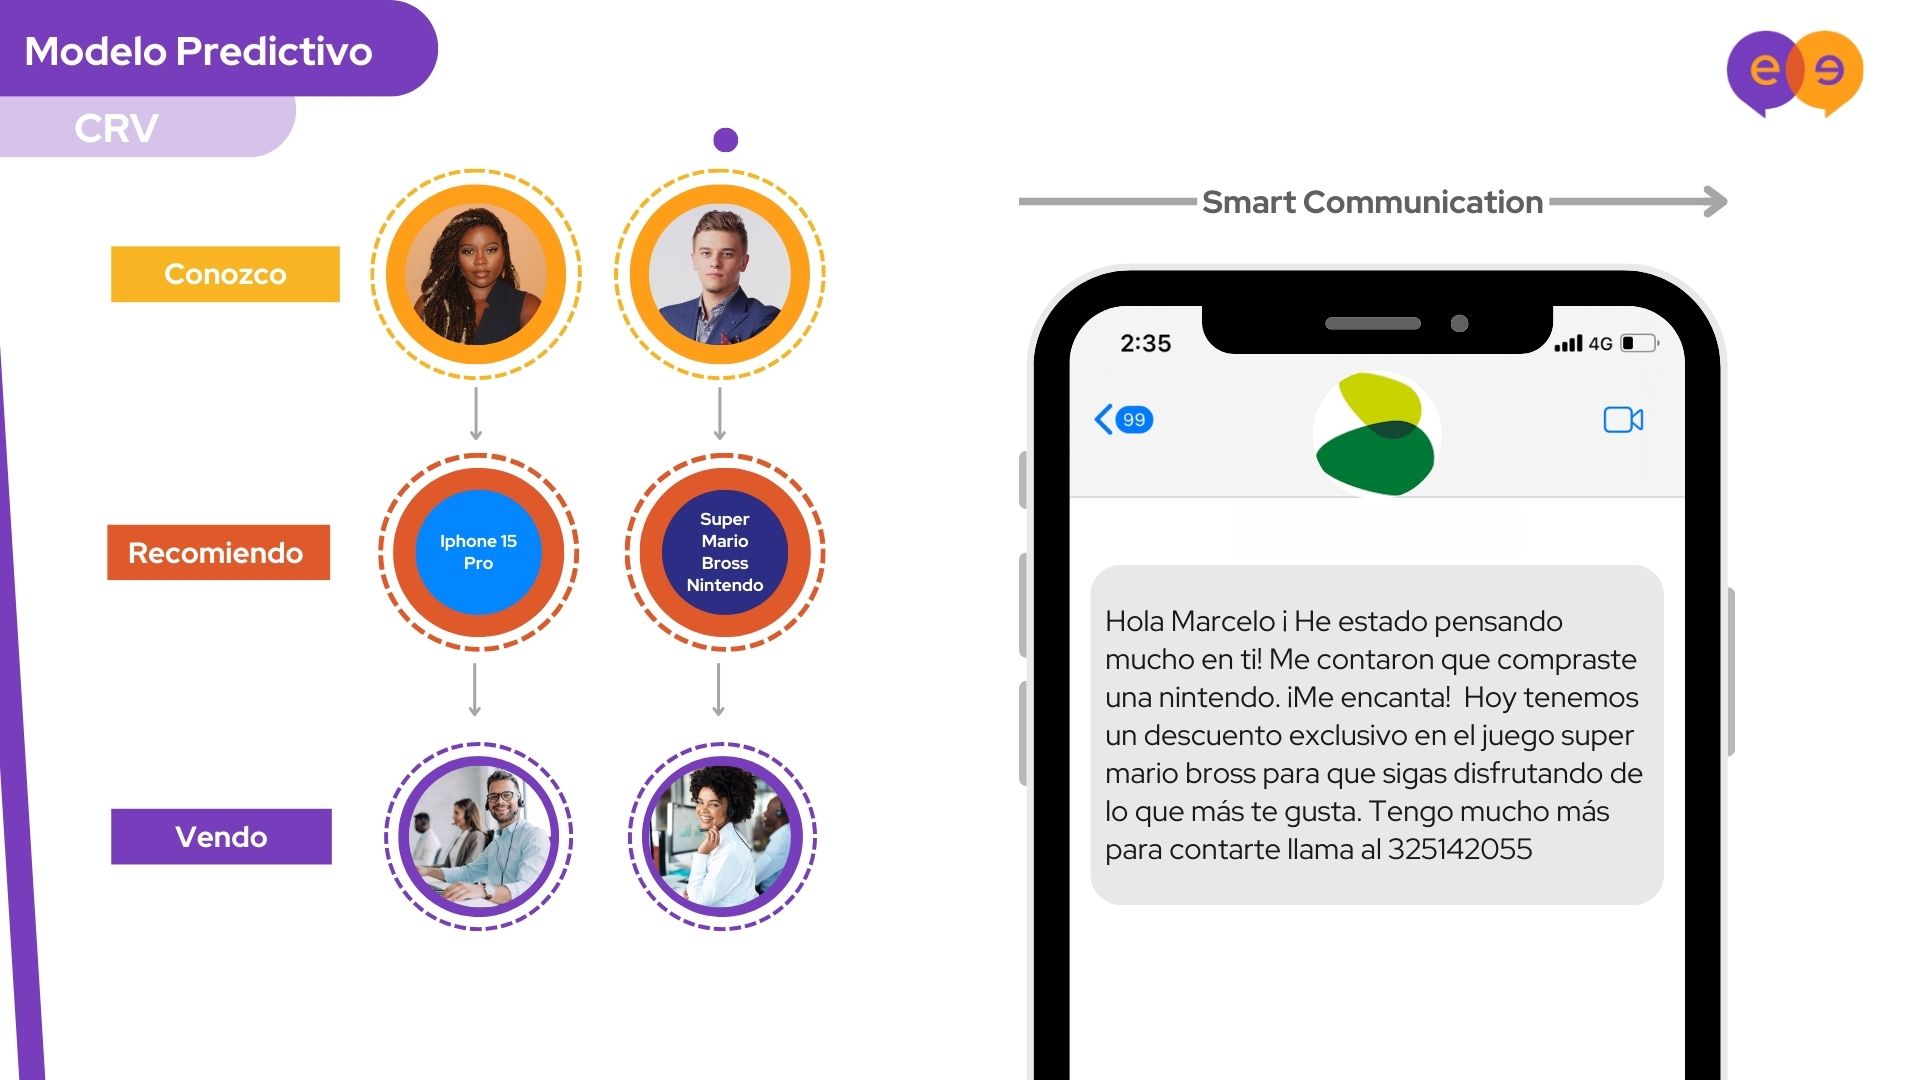 Modelo Predictivo
CRV
e e
Smart Communication
Conozco
Recomiendo
Iphone 15
Pro
Super
Mario
Bross
Nintendo
Vendo
2:35
4G
99
Hola Marcelo ¡ He estado pensando
mucho en ti! Me contaron que compraste
una nintendo. ¡Me encanta!  Hoy tenemos
un descuento exclusivo en el juego super
mario bross para que sigas disfrutando de
lo que más te gusta. Tengo mucho más
para contarte llama al 325142055